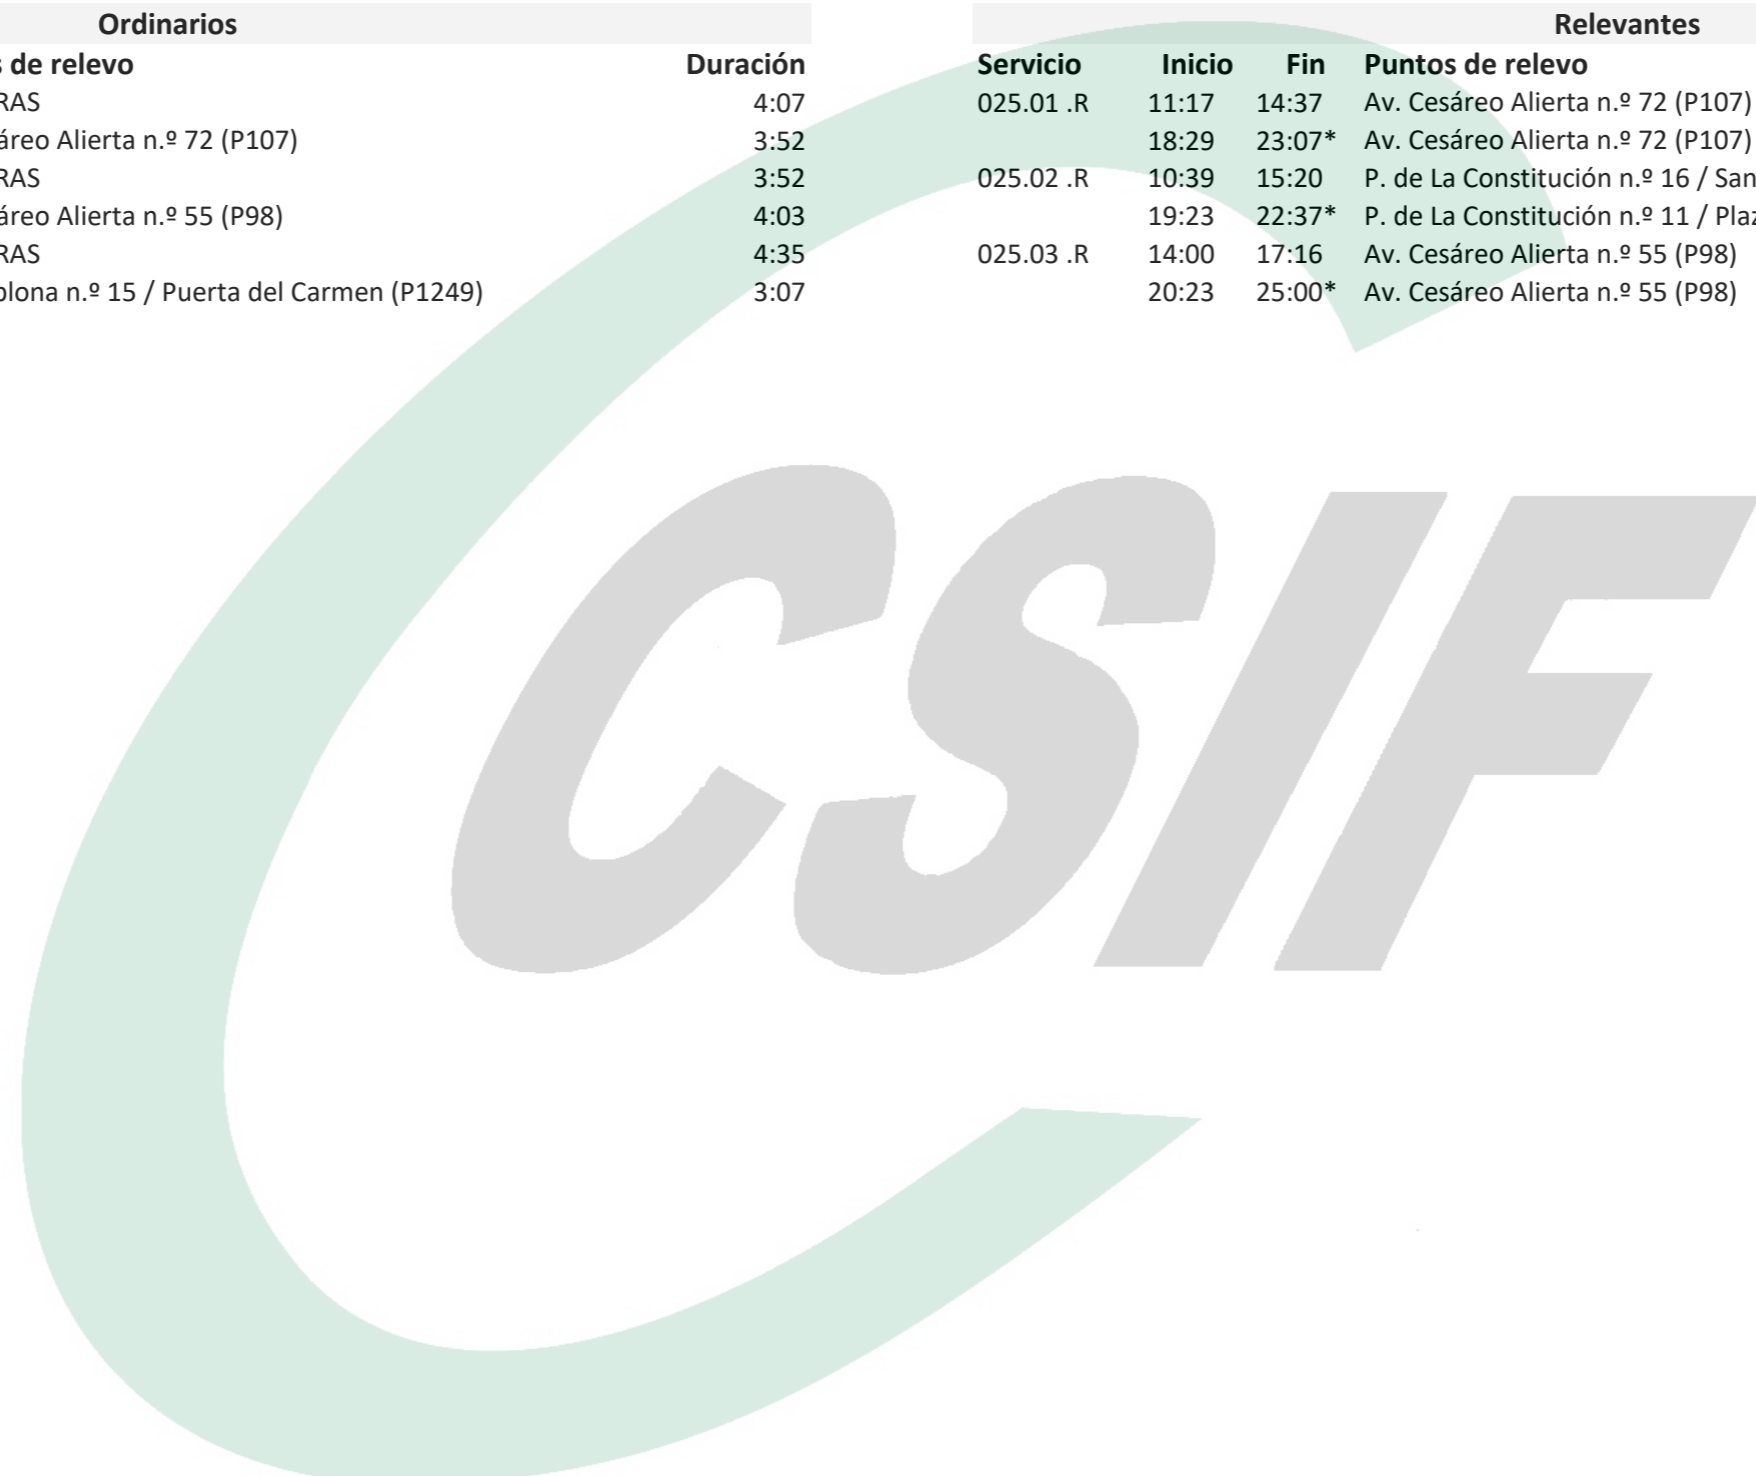 Ordinarios Relevantes
s de relevo Duración Servicio Inicio Fin Puntos de relevo
RAS 4:07 025.01 .R 11:17 14:37 Av. Cesáreo Alierta n.º 72 (P107)
áreo Alierta n.º 72 (P107) 3:52 18:29 23:07* Av. Cesáreo Alierta n.º 72 (P107)
RAS 3:52 025.02 .R 10:39 15:20 P. de La Constitución n.º 16 / San
áreo Alierta n.º 55 (P98) 4:03 19:23 22:37* P. de La Constitución n.º 11 / Plaz
RAS 4:35 025.03 .R 14:00 17:16 Av. Cesáreo Alierta n.º 55 (P98)
plona n.º 15 / Puerta del Carmen (P1249) 3:07 20:23 25:00* Av. Cesáreo Alierta n.º 55 (P98)
CSIF